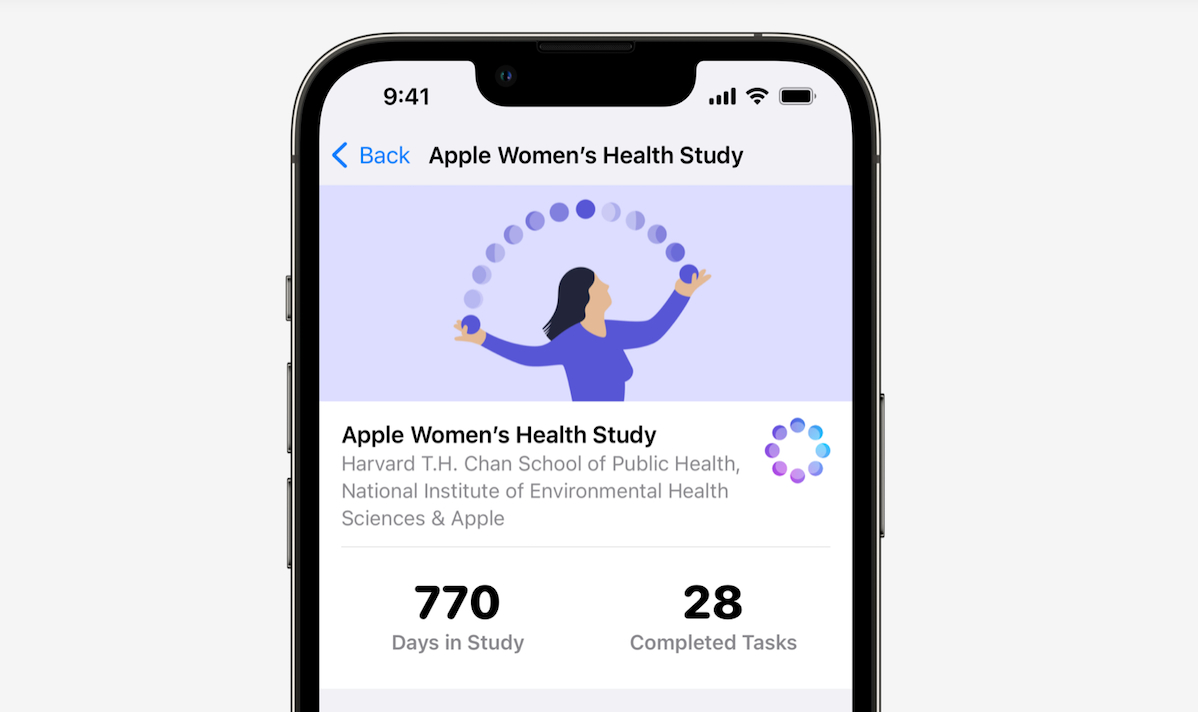 9:41
Back Apple Women’s Health Study
Apple Women’s Health Study
Harvard T.H. Chan School of Public Health,
National Institute of Environmental Health
Sciences & Apple
770 28
Days in Study Completed Tasks